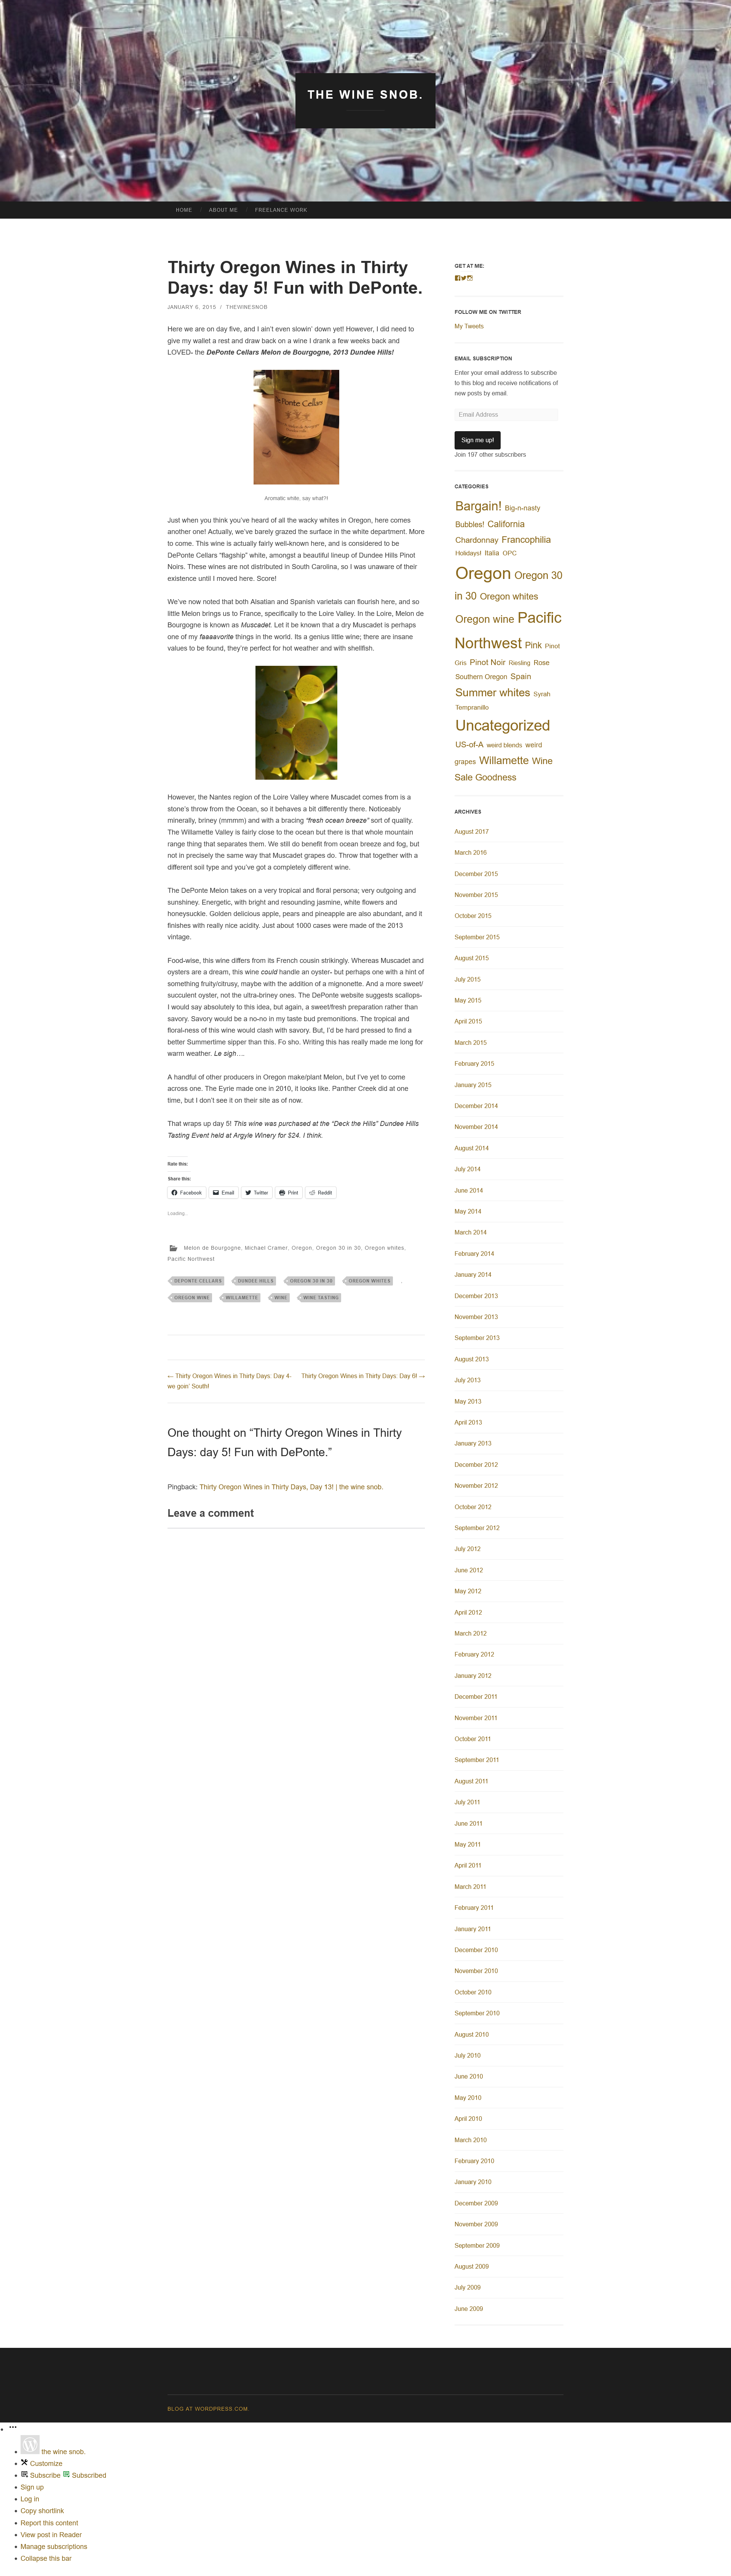 THE WINE SNOB.
HOME / ABOUT ME / FREELANCE WORK
Thirty Oregon Wines in Thirty
Days: day 5! Fun with DePonte.
JANUARY 6, 2015 / THEWINESNOB
Here we are on day five, and I ain't even slowin' down yet! However, I did need to
give my wallet a rest and draw back on a wine I drank a few weeks back and
LOVED- the DePonte Cellars Melon de Bourgogne, 2013 Dundee Hills!
Ponte Cellars
Aromatic white, say what?!
Just when you think you've heard of all the wacky whites in Oregon, here comes
another one! Actually, we've barely grazed the surface in the white department. More
to come. This wine is actually fairly well-known here, and is considered to be
DePonte Cellars "flagship" white, amongst a beautiful lineup of Dundee Hills Pinot
Noirs. These wines are not distributed in South Carolina, so I was unaware of their
existence until I moved here. Score!
We've now noted that both Alsatian and Spanish varietals can flourish here, and so
little Melon brings us to France, specifically to the Loire Valley. In the Loire, Melon de
Bourgogne is known as Muscadet. Let it be known that a dry Muscadet is perhaps
one of my faaaavorite things in the world. Its a genius little wine; and there are insane
values to be found, they're perfect for hot weather and with shellfish.
However, the Nantes region of the Loire Valley where Muscadet comes from is a
stone's throw from the Ocean, so it behaves a bit differently there. Noticeably
minerally, briney (mmmm) and with a bracing "fresh ocean breeze" sort of quality.
The Willamette Valley is fairly close to the ocean but there is that whole mountain
range thing that separates them. We still do benefit from ocean breeze and fog, but
not in precisely the same way that Muscadet grapes do. Throw that together with a
different soil type and you've got a completely different wine.
The DePonte Melon takes on a very tropical and floral persona; very outgoing and
sunshiney. Energetic, with bright and resounding jasmine, white flowers and
honeysuckle. Golden delicious apple, pears and pineapple are also abundant, and it
finishes with really nice acidity. Just about 1000 cases were made of the 2013
vintage.
Food-wise, this wine differs from its French cousin strikingly. Whereas Muscadet and
oysters are a dream, this wine could handle an oyster- but perhaps one with a hint of
something fruity/citrusy, maybe with the addition of a mignonette. And a more sweet/
succulent oyster, not the ultra-briney ones. The DePonte website suggests scallops-
I would say absolutely to this idea, but again, a sweet/fresh preparation rather than
savory. Savory would be a no-no in my taste bud premonitions. The tropical and
floral-ness of this wine would clash with savory. But, I'd be hard pressed to find a
better Summertime sipper than this. Fo sho. Writing this has really made me long for
warm weather. Le sigh….
A handful of other producers in Oregon make/plant Melon, but I've yet to come
across one. The Eyrie made one in 2010, it looks like. Panther Creek did at one
time, but I don't see it on their site as of now.
That wraps up day 5! This wine was purchased at the "Deck the Hills" Dundee Hills
Tasting Event held at Argyle Winery for $24. I think.
Rate this:
Share this:
Facebook Email Twitter Print Reddit
Loading...
Melon de Bourgogne, Michael Cramer, Oregon, Oregon 30 in 30, Oregon whites,
Pacific Northwest
DEPONTE CELLARS DUNDEE HILLS OREGON 30 IN 30 OREGON WHITES
OREGON WINE WILLAMETTE WINE WINE TASTING
← Thirty Oregon Wines in Thirty Days. Day 4-
we goin' South!
Thirty Oregon Wines in Thirty Days. Day 6! →
One thought on “Thirty Oregon Wines in Thirty
Days: day 5! Fun with DePonte.”
Pingback: Thirty Oregon Wines in Thirty Days, Day 13! | the wine snob.
Leave a comment
GET AT ME:
FOLLOW ME ON TWITTER
My Tweets
EMAIL SUBSCRIPTION
Enter your email address to subscribe
to this blog and receive notifications of
new posts by email.
Email Address
Sign me up!
Join 197 other subscribers
CATEGORIES
Bargain! Big-n-nasty
Bubbles! California
Chardonnay Francophilia
Holidays! Italia OPC
Oregon Oregon 30
in 30 Oregon whites
Oregon wine Pacific
Northwest Pink Pinot
Gris Pinot Noir Riesling Rose
Southern Oregon Spain
Summer whites Syrah
Tempranillo
Uncategorized
US-of-A weird blends weird
grapes Willamette Wine
Sale Goodness
ARCHIVES
August 2017
March 2016
December 2015
November 2015
October 2015
September 2015
August 2015
July 2015
May 2015
April 2015
March 2015
February 2015
January 2015
December 2014
November 2014
August 2014
July 2014
June 2014
May 2014
March 2014
February 2014
January 2014
December 2013
November 2013
September 2013
August 2013
July 2013
May 2013
April 2013
January 2013
December 2012
November 2012
October 2012
September 2012
July 2012
June 2012
May 2012
April 2012
March 2012
February 2012
January 2012
December 2011
November 2011
October 2011
September 2011
August 2011
July 2011
June 2011
May 2011
April 2011
March 2011
February 2011
January 2011
December 2010
November 2010
October 2010
September 2010
August 2010
July 2010
June 2010
May 2010
April 2010
March 2010
February 2010
January 2010
December 2009
November 2009
September 2009
August 2009
July 2009
June 2009
BLOG AT WORDPRESS.COM.
the wine snob.
Customize
Subscribe Subscribed
Sign up
Log in
Copy shortlink
Report this content
View post in Reader
Manage subscriptions
Collapse this bar